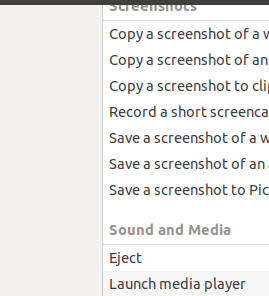 Screenshots
Copy a screenshot of a w
Copy a screenshot of an
Copy a screenshot to cli
Record a short screenca
Save a screenshot of a w
Save a screenshot of an
Save a screenshot to Pic
Sound and Media
Eject
Launch media player